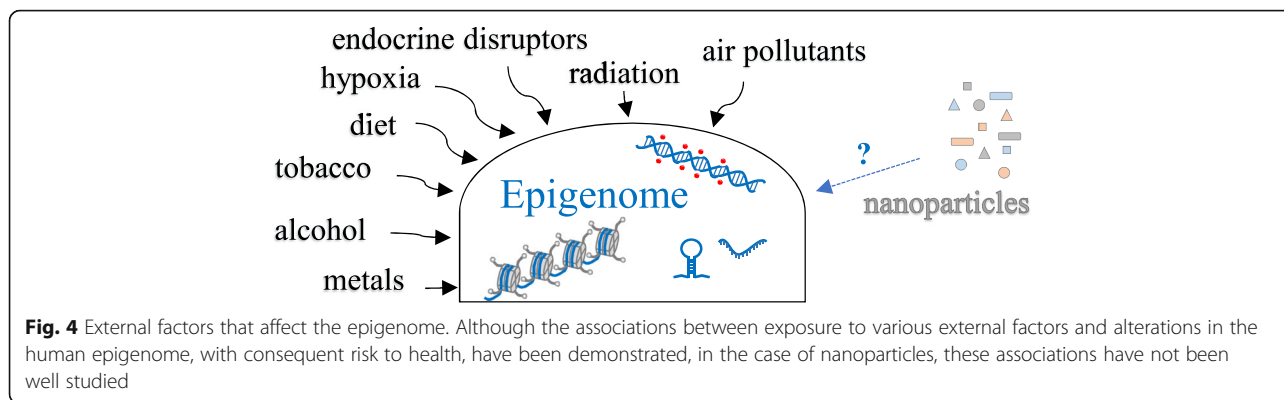 endocrine disruptors
air pollutants
hypoxia
radiation
diet
?
tobacco
Epigenome
nanoparticles
alcohol
metals
Fig. 4 External factors that affect the epigenome. Although the associations between exposure to various external factors and alterations in the
human epigenome, with consequent risk to health, have been demonstrated, in the case of nanoparticles, these associations have not been
well studied